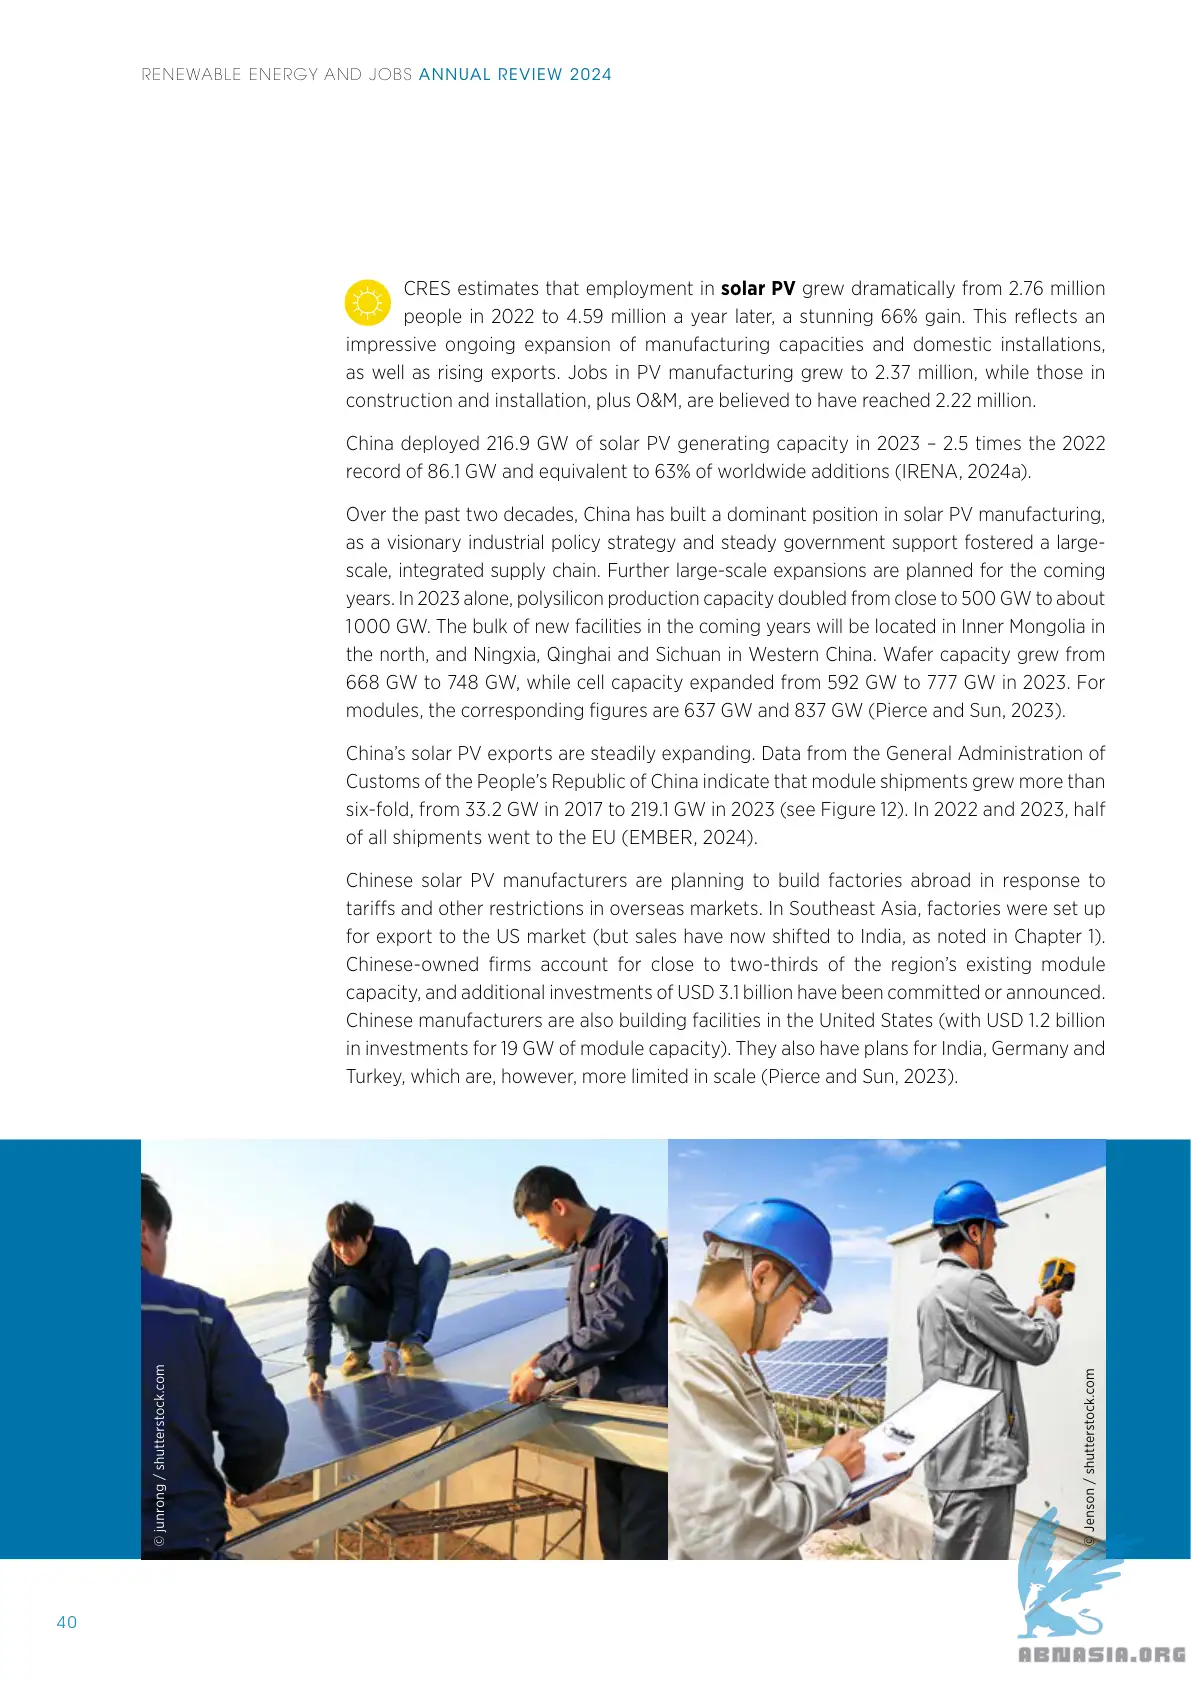 RENEWABLE ENERGY AND JOBS ANNUAL REVIEW 2024
CRES estimates that employment in solar PV grew dramatically from 2.76 million
people in 2022 to 4.59 million a year later, a stunning 66% gain. This reflects an
impressive ongoing expansion of manufacturing capacities and domestic installations,
as well as rising exports. Jobs in PV manufacturing grew to 2.37 million, while those in
construction and installation, plus O&M, are believed to have reached 2.22 million.
China deployed 216.9 GW of solar PV generating capacity in 2023 – 2.5 times the 2022
record of 86.1 GW and equivalent to 63% of worldwide additions (IRENA, 2024a).
Over the past two decades, China has built a dominant position in solar PV manufacturing,
as a visionary industrial policy strategy and steady government support fostered a large-
scale, integrated supply chain. Further large-scale expansions are planned for the coming
years. In 2023 alone, polysilicon production capacity doubled from close to 500 GW to about
1 000 GW. The bulk of new facilities in the coming years will be located in Inner Mongolia in
the north, and Ningxia, Qinghai and Sichuan in Western China. Wafer capacity grew from
668 GW to 748 GW, while cell capacity expanded from 592 GW to 777 GW in 2023. For
modules, the corresponding figures are 637 GW and 837 GW (Pierce and Sun, 2023).
China’s solar PV exports are steadily expanding. Data from the General Administration of
Customs of the People’s Republic of China indicate that module shipments grew more than
six-fold, from 33.2 GW in 2017 to 219.1 GW in 2023 (see Figure 12). In 2022 and 2023, half
of all shipments went to the EU (EMBER, 2024).
Chinese solar PV manufacturers are planning to build factories abroad in response to
tariffs and other restrictions in overseas markets. In Southeast Asia, factories were set up
for export to the US market (but sales have now shifted to India, as noted in Chapter 1).
Chinese-owned firms account for close to two-thirds of the region’s existing module
capacity, and additional investments of USD 3.1 billion have been committed or announced.
Chinese manufacturers are also building facilities in the United States (with USD 1.2 billion
in investments for 19 GW of module capacity). They also have plans for India, Germany and
Turkey, which are, however, more limited in scale (Pierce and Sun, 2023).
© junrong / shutterstock.com
© Jenson / shutterstock.com
40
ABNASIA.ORG